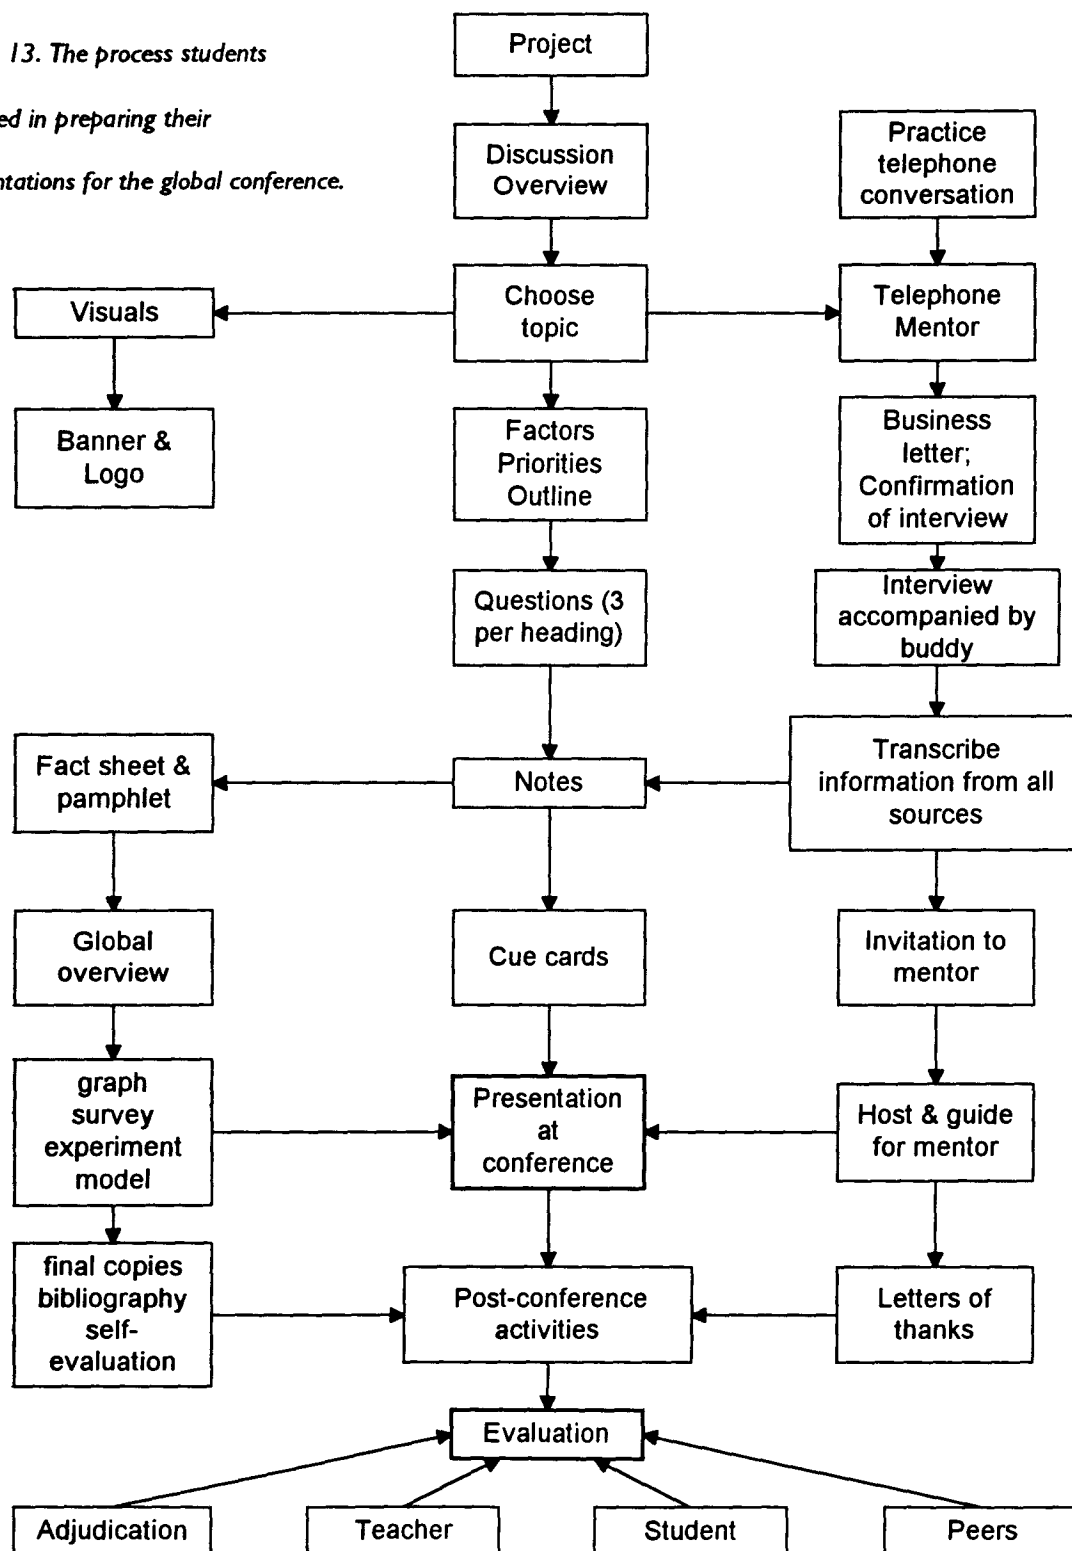 13. The process students
ed in preparing their
ntations for the global conference.
Project
Discussion
Overview
Practice
telephone
conversation
Visuals
Choose
topic
Telephone
Mentor
Banner &
Logo
Factors
Priorities
Outline
Business
letter;
Confirmation
of interview
Questions (3
per heading)
Interview
accompanied by
buddy
Fact sheet &
pamphlet
Notes
Transcribe
information from all
sources
Global
overview
Cue cards
Invitation to
mentor
graph
survey
experiment
model
Presentation
at
conference
Host & guide
for mentor
final copies
bibliography
self-
evaluation
Post-conference
activities
Letters of
thanks
Evaluation
Adjudication
Teacher
Student
Peers